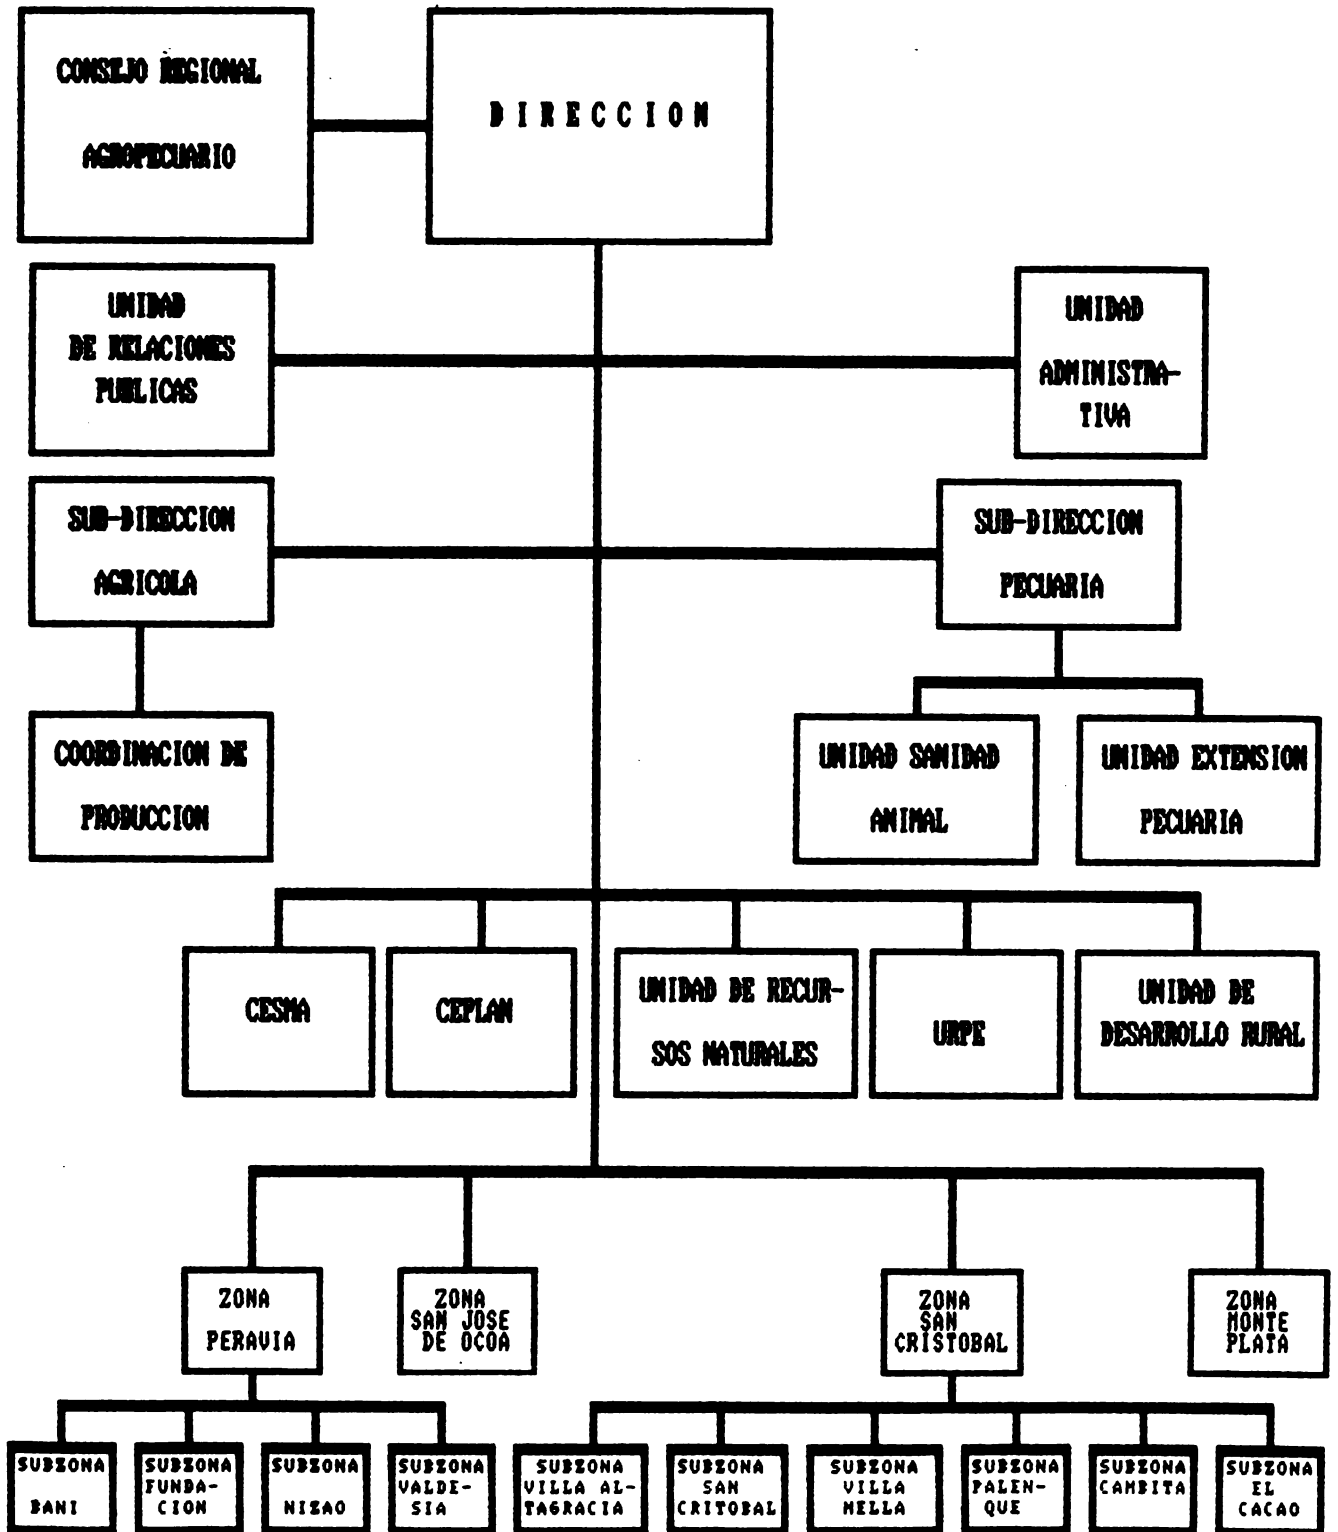 CONSEJO REGIONAL
AGROPECUARIO
DIRECCION
UNIDAD
DE RELACIONES
PUBLICAS
UNIDAD
ADMINISTRA-
TIVA
SUB-DIRECCION
AGRICOLA
SUB-DIRECCION
PECUARIA
COORDINACION DE
PRODUCCION
UNIDAD SANIDAD
ANIMAL
UNIDAD EXTENSION
PECUARIA
CESMA
CEPLAN
UNIDAD DE RECUR-
SOS NATURALES
URPE
UNIDAD DE
DESARROLLO RURAL
ZONA
PERAVIA
ZONA
SAN JOSE
DE OCOA
ZONA
SAN
CRISTOBAL
ZONA
MONTE
PLATA
SUBZONA
BANI
SUBZONA
FUNDA-
CION
SUBZONA
NIZAO
SUBZONA
VALDE-
SIA
SUBZONA
VILLA AL-
TAGRACIA
SUBZONA
SAN
CRITOBAL
SUBZONA
VILLA
MELLA
SUBZONA
PALEN-
QUE
SUBZONA
CAMBITA
SUBZONA
EL
CACAO